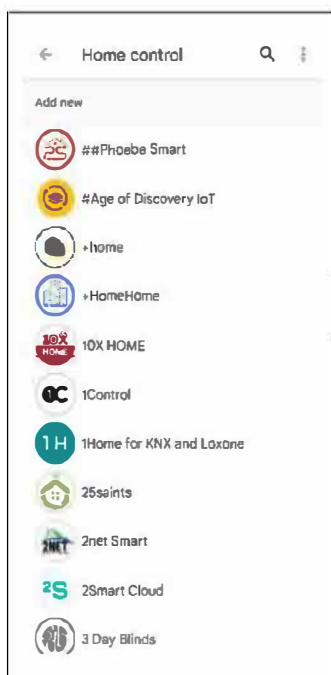 Home control
Add new
##Phoebe Smart
#Age of Discovery IoT
+home
+HomeHome
10X
HOME
10X HOME
1C
1Control
1H
1Home for KNX and Loxone
25saints
2NET
2net Smart
2S
2Smart Cloud
3 Day Blinds